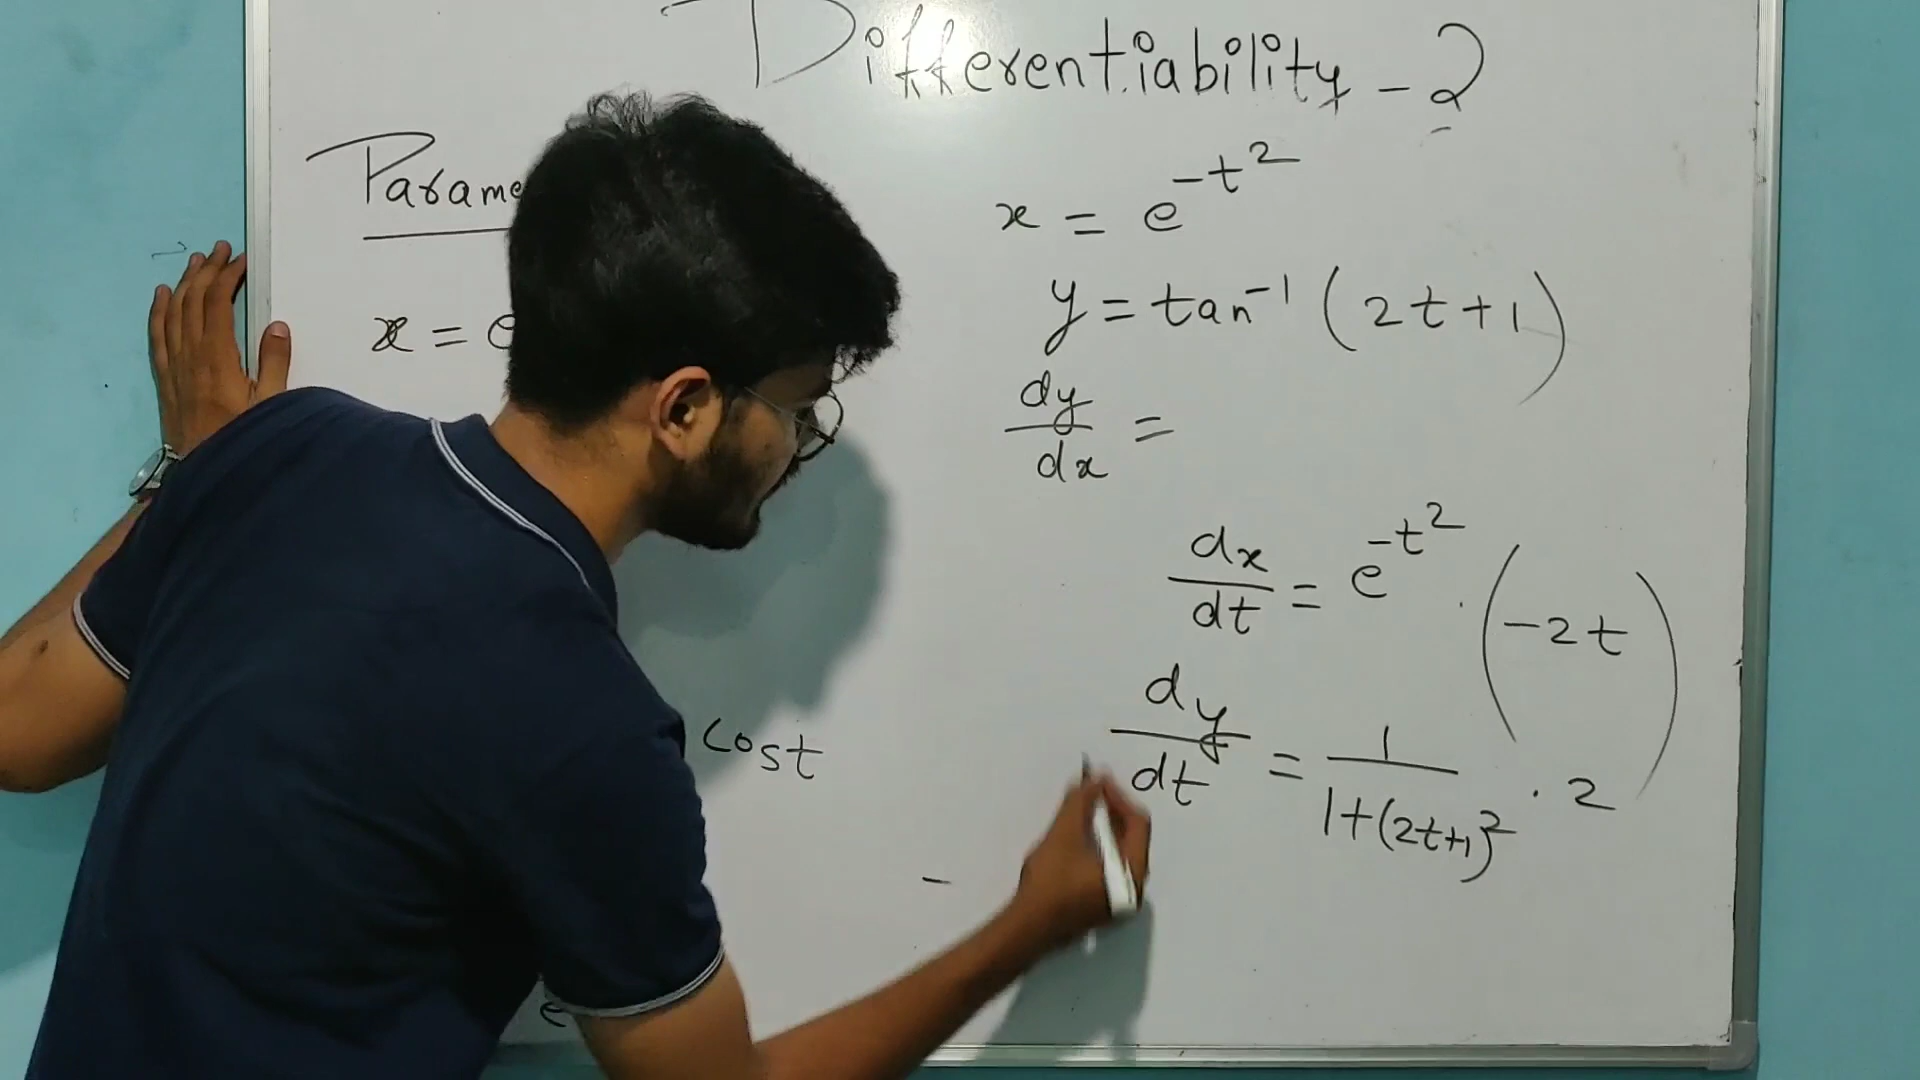 Differentiability - 2
x = e^{-t^2}
y = tan^{-1} (2t+1)
dy/dx =
dx/dt = e^{-t^2} . (-2t)
dy/dt = 1/(1+(2t+1)^2) . 2
x = e
cost
-
e